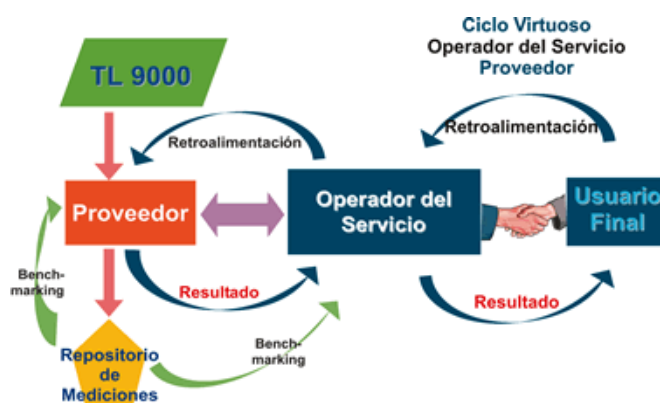 Ciclo Virtuoso
Operador del Servicio
Proveedor
TL 9000
Retroalimentación
Retroalimentación
Proveedor
Operador del
Servicio
Usuario
Final
Bench-
marking
Resultado
Resultado
Bench-
marking
Repositorio
de
Mediciones